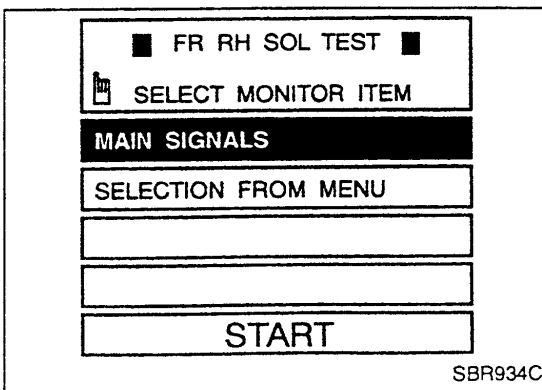 FR RH SOL TEST
SELECT MONITOR ITEM
MAIN SIGNALS
SELECTION FROM MENU
START
SBR934C